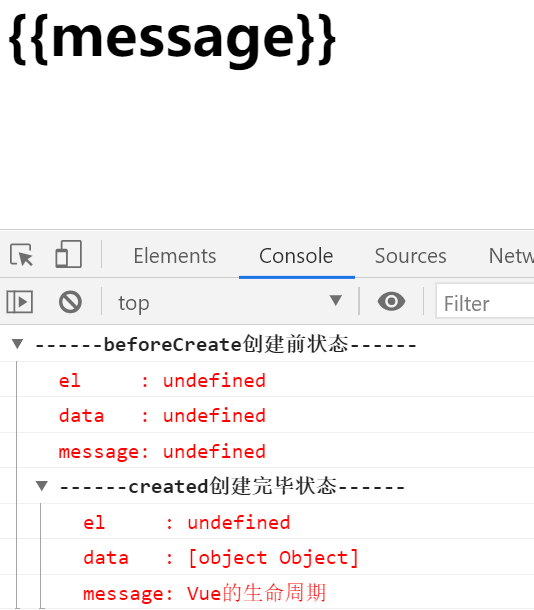 {{message}}
Elements Console Sources Netw
top Filter
------beforeCreate创建前状态------
el : undefined
data : undefined
message: undefined
------created创建完毕状态------
el : undefined
data : [object Object]
message: Vue的生命周期